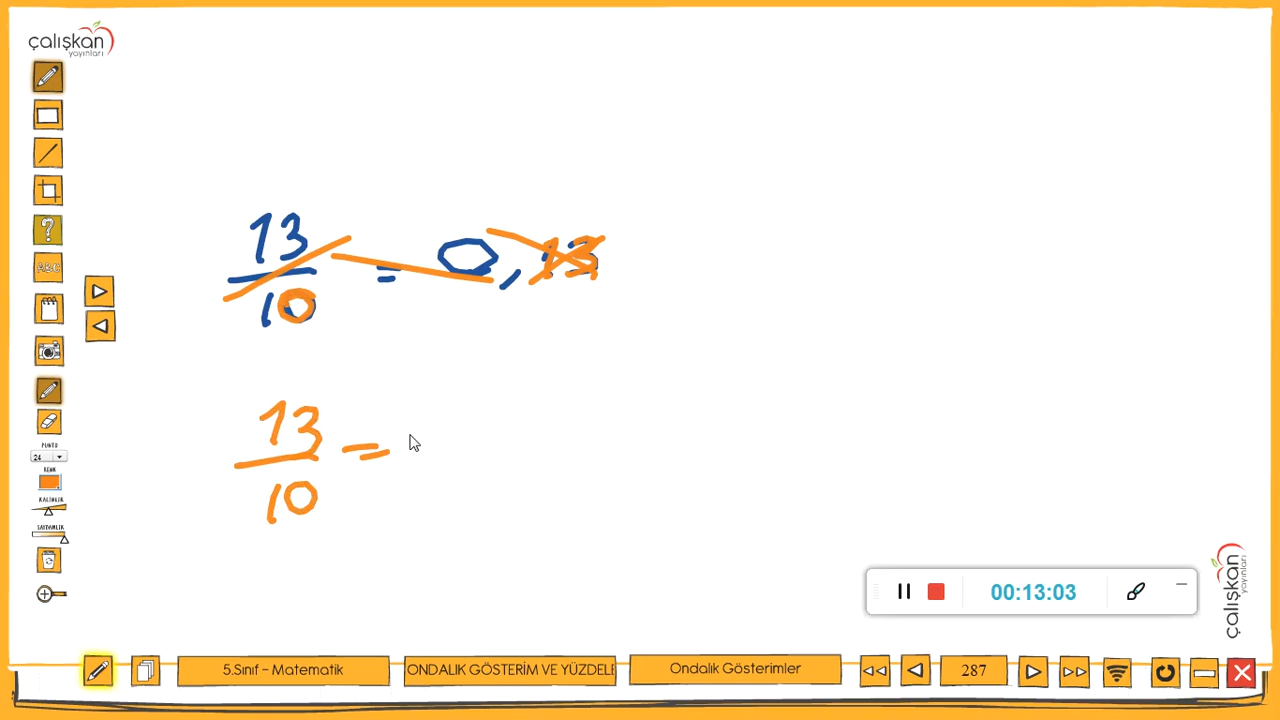 çalışkan
yayınları
13/10 = 0,13
13/10 =
ABC
PUNTO
24
RENK
KALINLIK
SAYDAMLIK
00:13:03
çalışkan
yayınları
5.Sınıf - Matematik
ONDALIK GÖSTERİM VE YÜZDELE
Ondalık Gösterimler
287